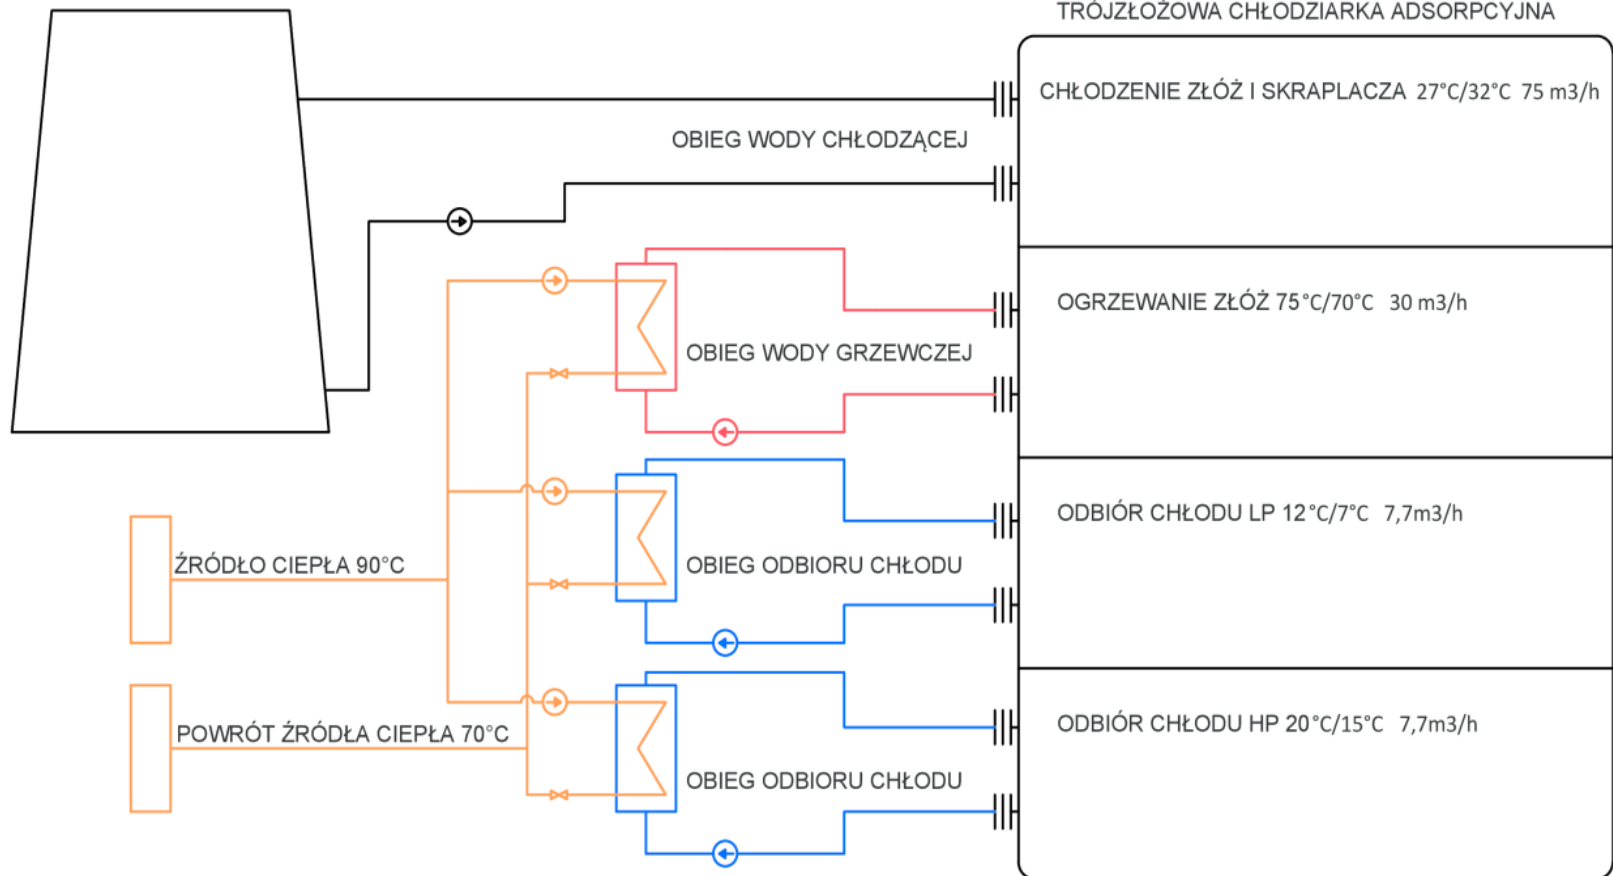 TRÓJZŁOŻOWA CHŁODZIARKA ADSORPCYJNA
CHŁODZENIE ZŁÓŻ I SKRAPLACZA 27°C/32°C 75 m3/h
OBIEG WODY CHŁODZĄCEJ
OGRZEWANIE ZŁÓŻ 75°C/70°C 30 m3/h
OBIEG WODY GRZEWCZEJ
ODBIÓR CHŁODU LP 12°C/7°C 7,7m3/h
ŹRÓDŁO CIEPŁA 90°C
OBIEG ODBIORU CHŁODU
ODBIÓR CHŁODU HP 20°C/15°C 7,7m3/h
POWRÓT ŹRÓDŁA CIEPŁA 70°C
OBIEG ODBIORU CHŁODU